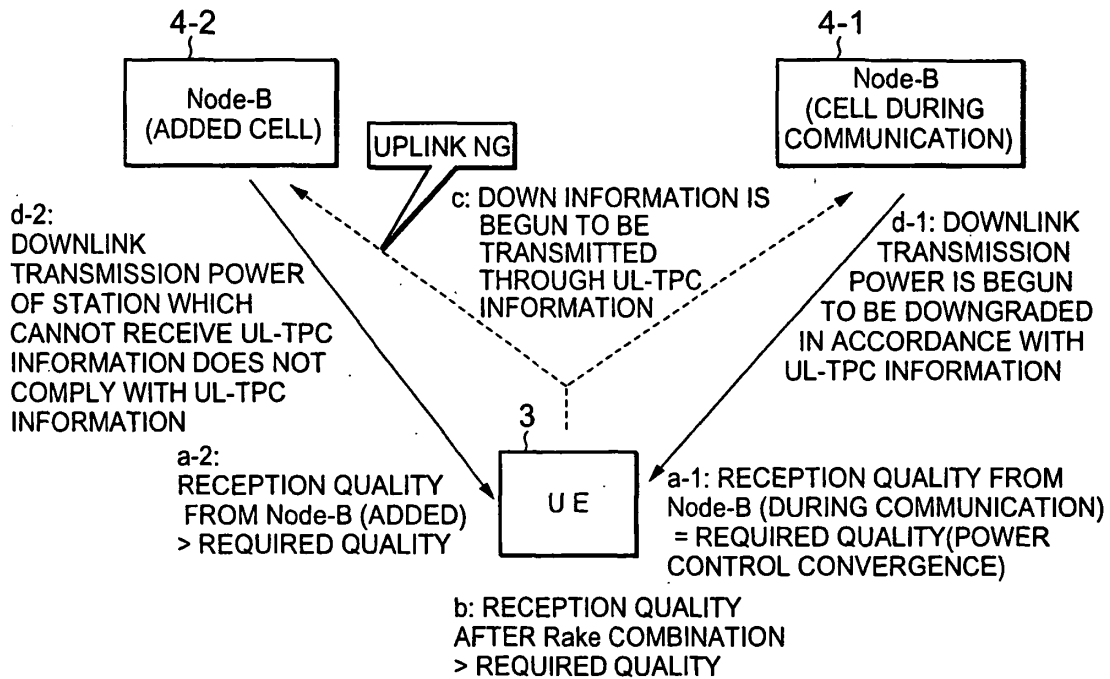 4-2
Node-B
(ADDED CELL)
4-1
Node-B
(CELL DURING
COMMUNICATION)
UPLINK NG
c: DOWN INFORMATION IS
BEGUN TO BE
TRANSMITTED
THROUGH UL-TPC
INFORMATION
d-2:
DOWNLINK
TRANSMISSION POWER
OF STATION WHICH
CANNOT RECEIVE UL-TPC
INFORMATION DOES NOT
COMPLY WITH UL-TPC
INFORMATION
d-1: DOWNLINK
TRANSMISSION
POWER IS BEGUN
TO BE DOWNGRADED
IN ACCORDANCE WITH
UL-TPC INFORMATION
3
UE
a-2:
RECEPTION QUALITY
FROM Node-B (ADDED)
> REQUIRED QUALITY
a-1: RECEPTION QUALITY FROM
Node-B (DURING COMMUNICATION)
= REQUIRED QUALITY(POWER
CONTROL CONVERGENCE)
b: RECEPTION QUALITY
AFTER Rake COMBINATION
> REQUIRED QUALITY